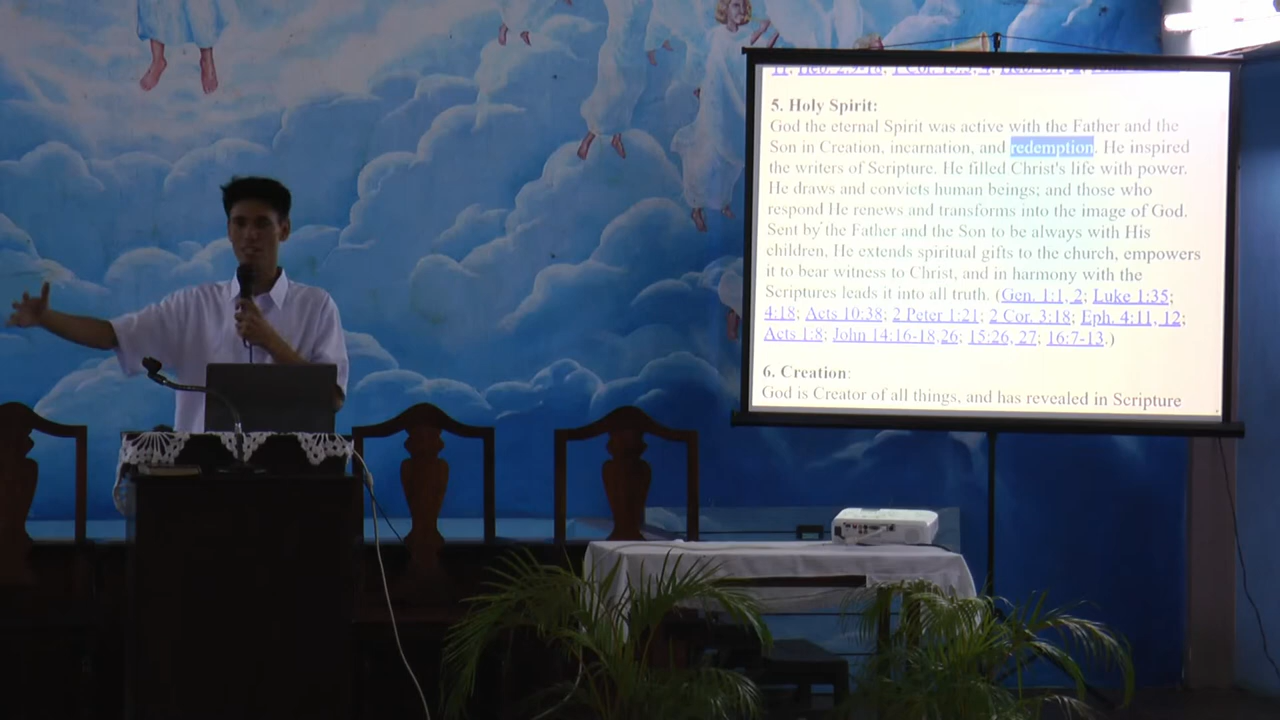 5. Holy Spirit:
God the eternal Spirit was active with the Father and the
Son in Creation, incarnation, and redemption. He inspired
the writers of Scripture. He filled Christ's life with power.
He draws and convicts human beings; and those who
respond He renews and transforms into the image of God.
Sent by the Father and the Son to be always with His
children, He extends spiritual gifts to the church, empowers
it to bear witness to Christ, and in harmony with the
Scriptures leads it into all truth. (Gen. 1:1, 2; Luke 1:35;
4:18; Acts 10:38; 2 Peter 1:21; 2 Cor. 3:18; Eph. 4:11, 12;
Acts 1:8; John 14:16-18,26; 15:26, 27; 16:7-13.)
6. Creation:
God is Creator of all things, and has revealed in Scripture